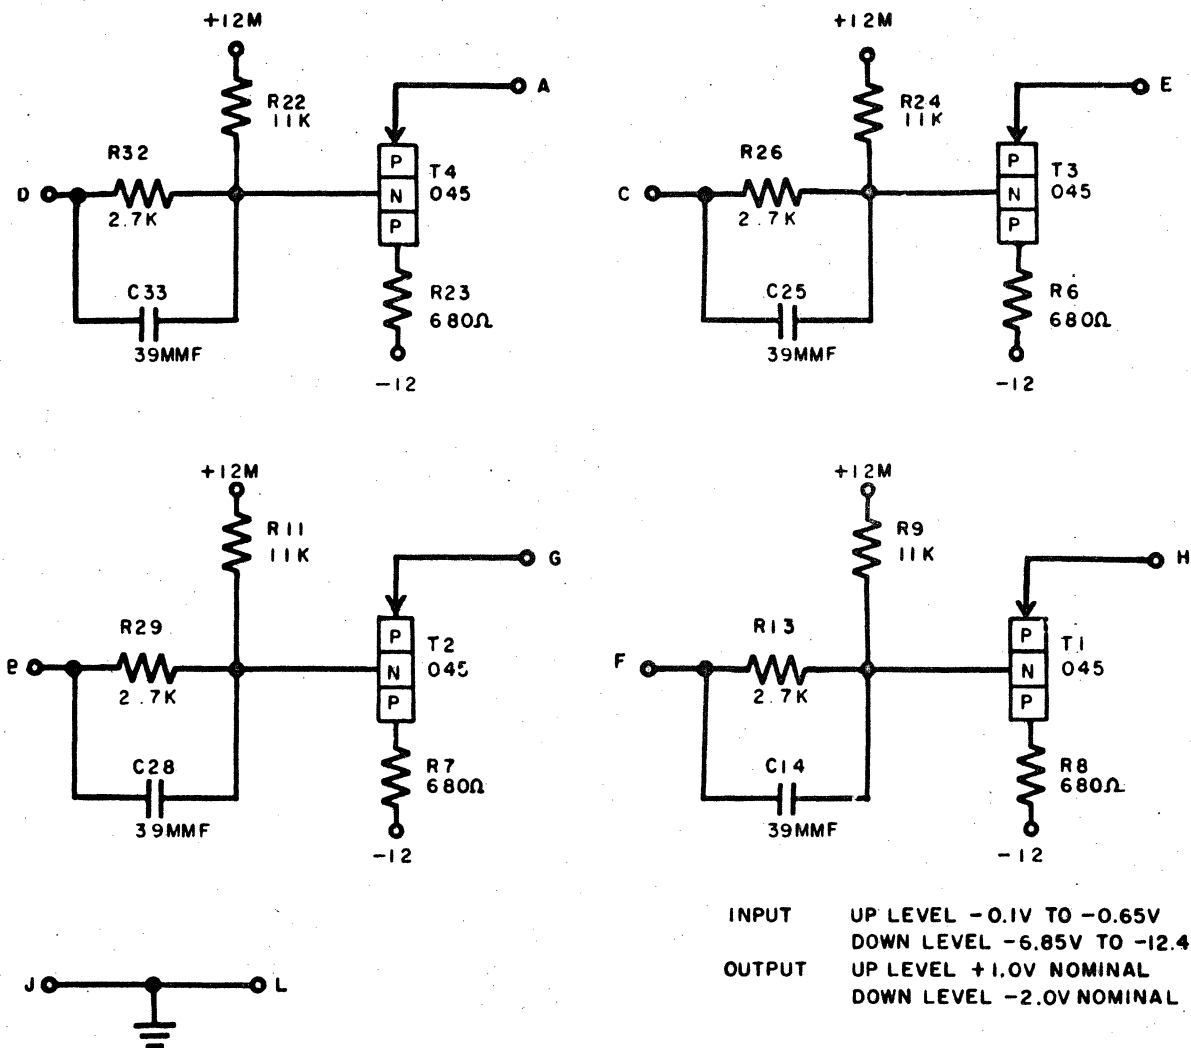 +12M
R22
11K
A
R32
D
2.7K
P
N
P
T4
045
C33
39MMF
R23
680Ω
-12
+12M
R24
11K
E
R26
C
2.7K
P
N
P
T3
045
C25
39MMF
R6
680Ω
-12
+12M
R11
11K
G
R29
2.7K
P
N
P
T2
045
C28
39MMF
R7
680Ω
-12
+12M
R9
11K
H
R13
F
2.7K
P
N
P
T1
045
C14
39MMF
R8
680Ω
-12
INPUT UP LEVEL -0.1V TO -0.65V
DOWN LEVEL -6.85V TO -12.4
OUTPUT UP LEVEL +1.0V NOMINAL
DOWN LEVEL -2.0V NOMINAL
J
L